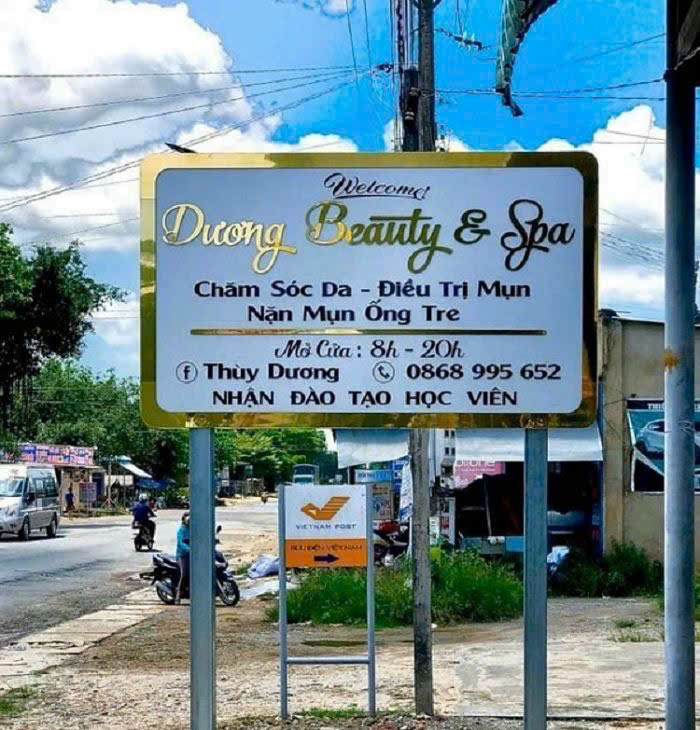 Welcome!
Dương Beauty & Spa
Chăm Sóc Da - Điều Trị Mụn
Nặn Mụn Ống Tre
Mở Cửa : 8h - 20h
Thùy Dương 0868 995 652
NHẬN ĐÀO TẠO HỌC VIÊN
VIETNAM POST
BƯU ĐIỆN VIỆT NAM